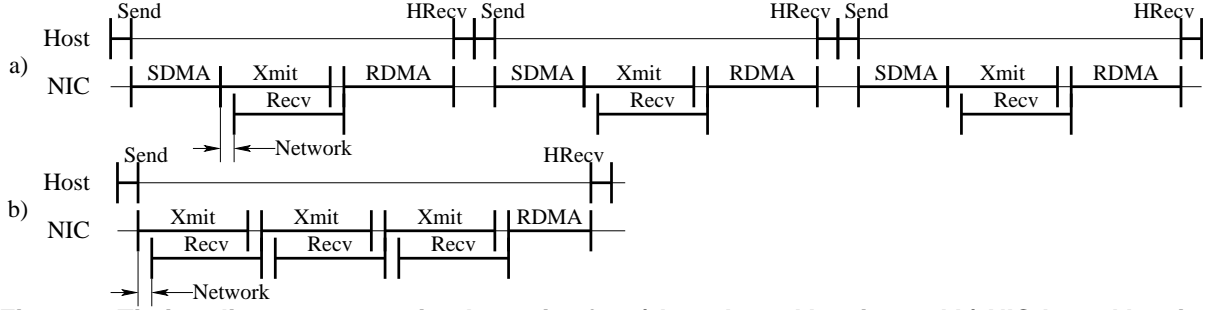 Send HRecv Send HRecv Send HRecv
Host
a)
SDMA Xmit RDMA SDMA Xmit RDMA SDMA Xmit RDMA
NIC
Recv Recv Recv
Network
Send HRecv
Host
b)
Xmit Xmit Xmit RDMA
NIC
Recv Recv Recv
Network